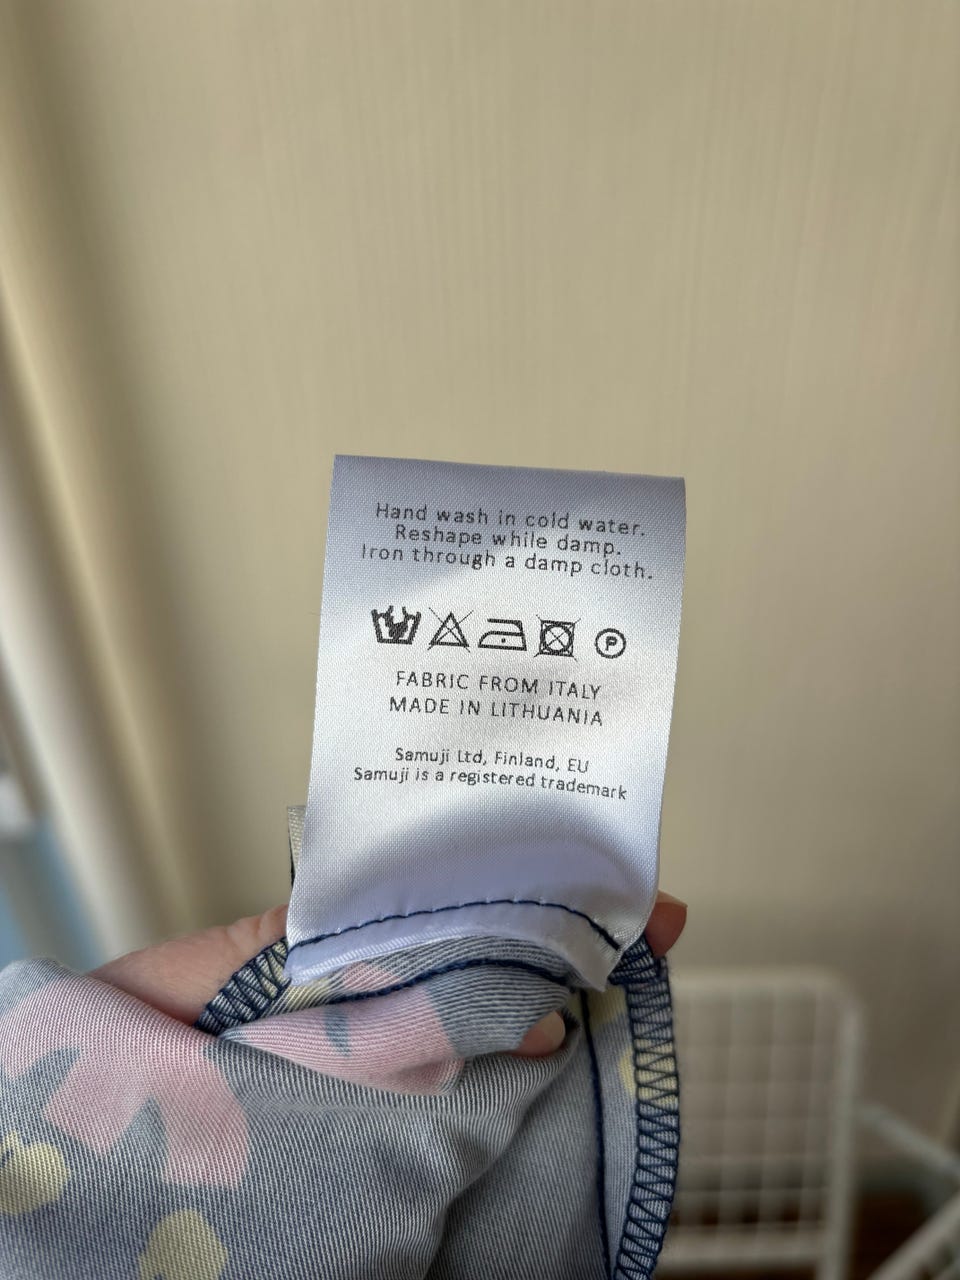 Hand wash in cold water.
Reshape while damp.
Iron through a damp cloth.
P
FABRIC FROM ITALY
MADE IN LITHUANIA
Samuji Ltd, Finland, EU
Samuji is a registered trademark